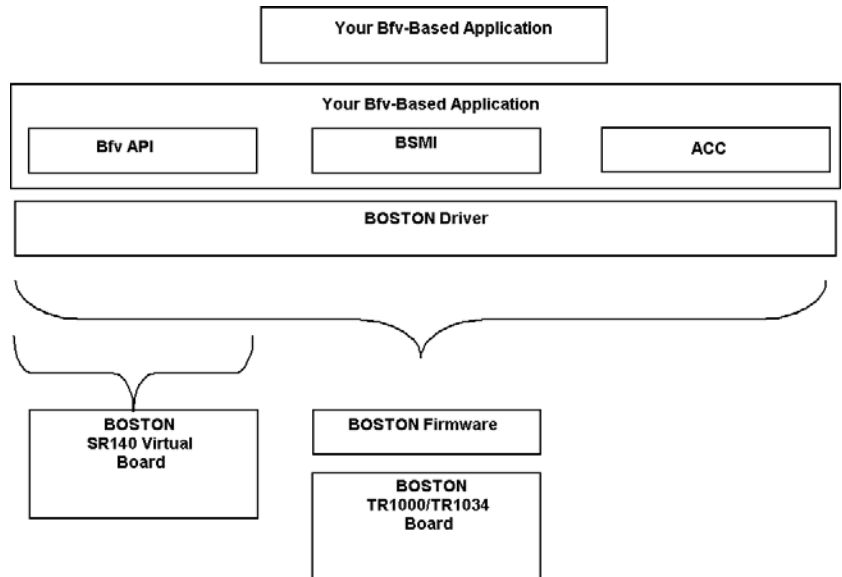 Your Bfv-Based Application
Your Bfv-Based Application
Bfv API
BSMI
ACC
BOSTON Driver
BOSTON
SR140 Virtual
Board
BOSTON Firmware
BOSTON
TR1000/TR1034
Board